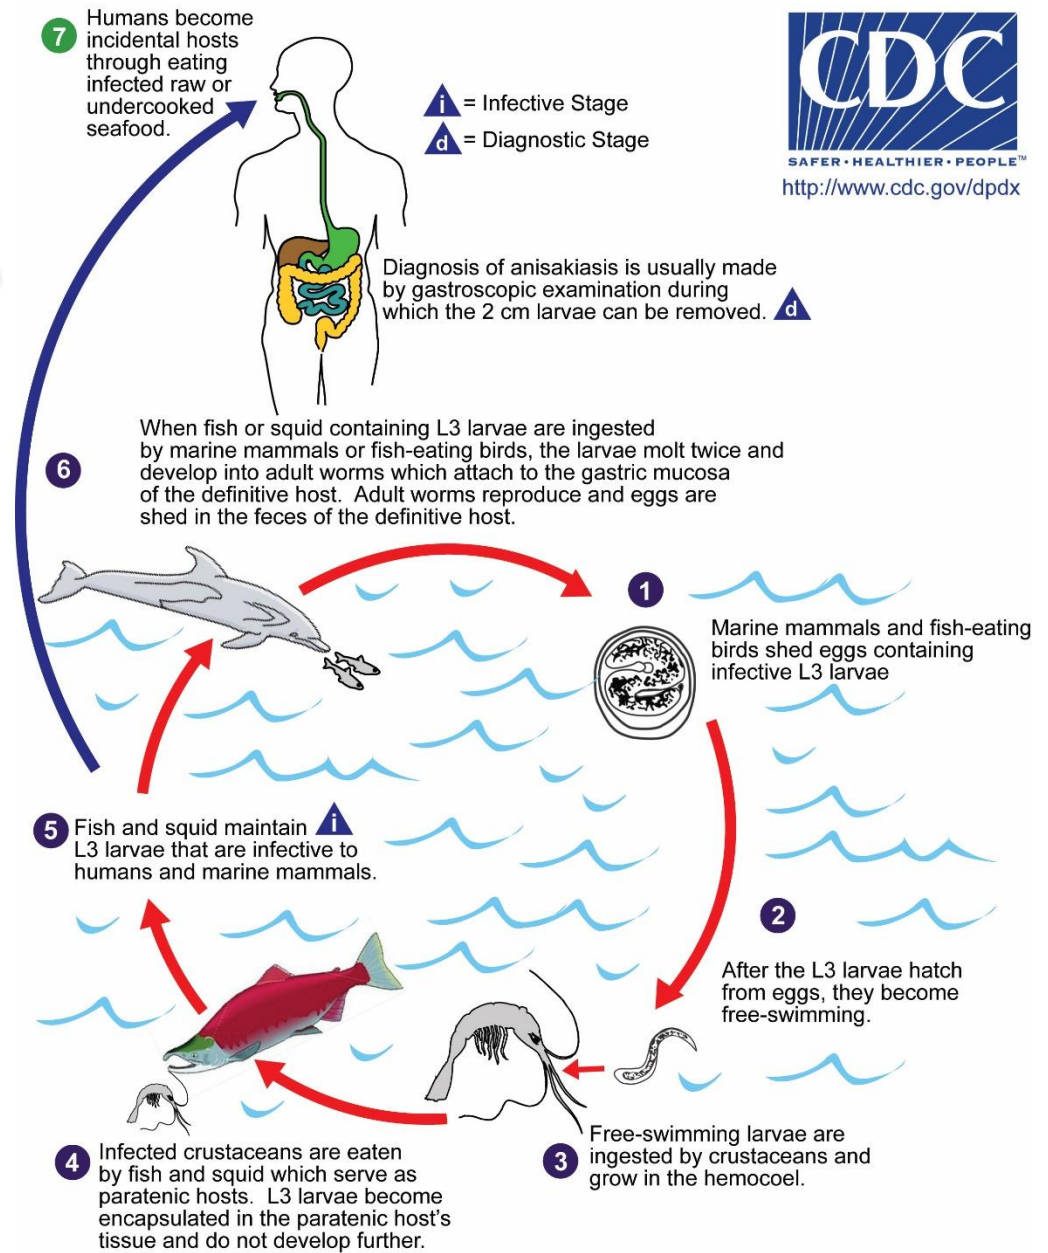 7
Humans become
incidental hosts
through eating
infected raw or
undercooked
seafood.
i = Infective Stage
d = Diagnostic Stage
CDC
SAFER • HEALTHIER • PEOPLE™
http://www.cdc.gov/dpdx
Diagnosis of anisakiasis is usually made
by gastroscopic examination during
which the 2 cm larvae can be removed. d
6
When fish or squid containing L3 larvae are ingested
by marine mammals or fish-eating birds, the larvae molt twice and
develop into adult worms which attach to the gastric mucosa
of the definitive host. Adult worms reproduce and eggs are
shed in the feces of the definitive host.
1
Marine mammals and fish-eating
birds shed eggs containing
infective L3 larvae
2
After the L3 larvae hatch
from eggs, they become
free-swimming.
3
Free-swimming larvae are
ingested by crustaceans and
grow in the hemocoel.
4
Infected crustaceans are eaten
by fish and squid which serve as
paratenic hosts. L3 larvae become
encapsulated in the paratenic host's
tissue and do not develop further.
5
Fish and squid maintain i
L3 larvae that are infective to
humans and marine mammals.